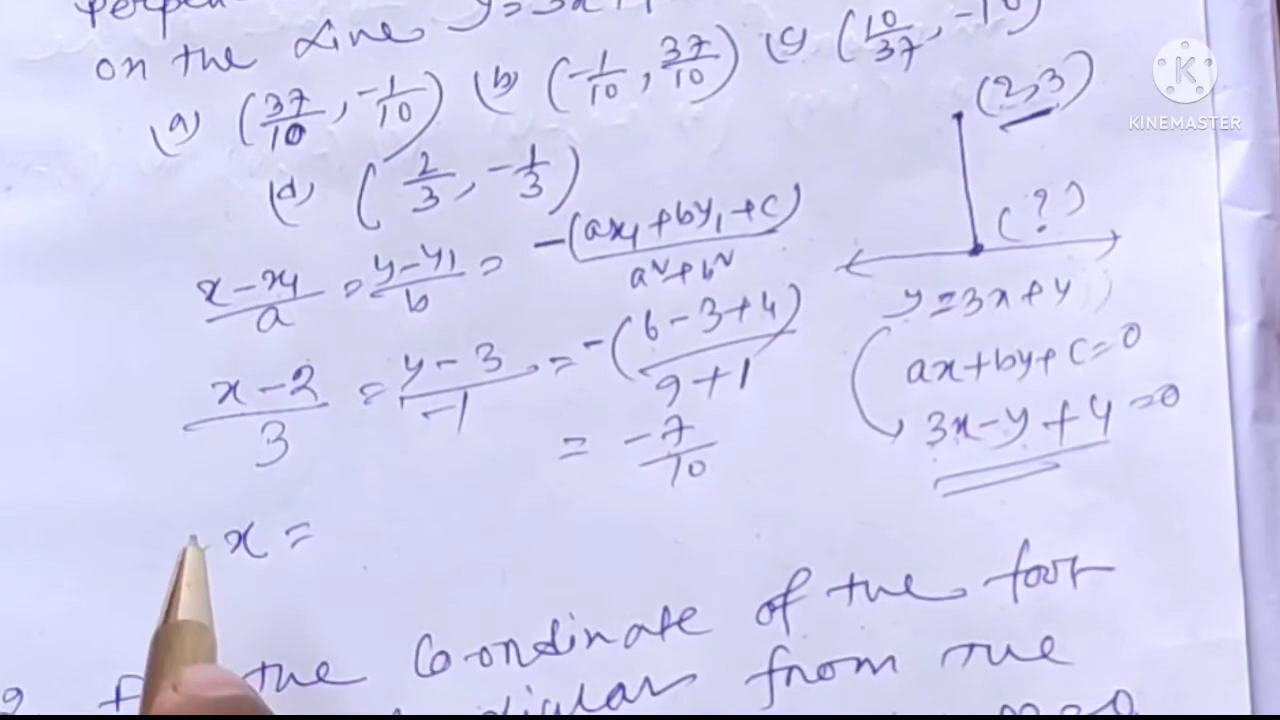 on the line y=3x+4
(a) (37/10, -1/10) (b) (-1/10, 37/10) (c) (10/37, -10)
(d) (2/3, -1/3)
(2,3)
(?)
y=3x+4
ax+by+c=0
3x-y+4=0
(x-x₁)/a = (y-y₁)/b = -(ax₁+by₁+c)/(a²+b²)
(x-2)/3 = (y-3)/-1 = -(6-3+4)/(9+1)
= -7/10
x=
the Co-ordinate of the foot
from the
KINEMASTER